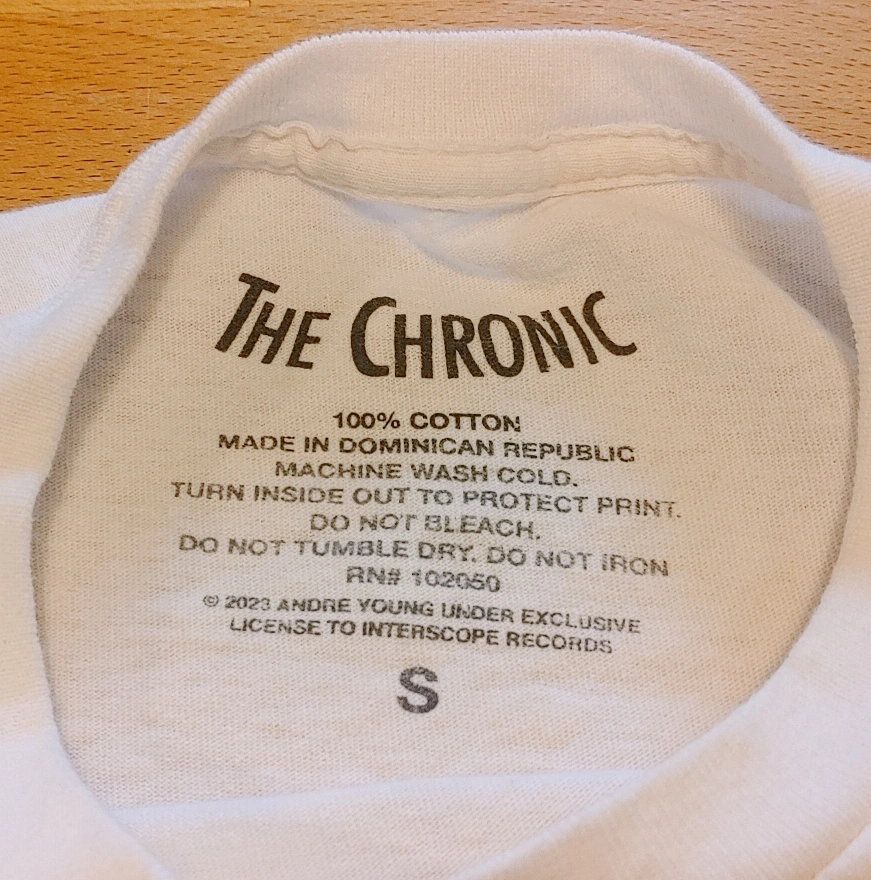 THE CHRONIC
100% COTTON
MADE IN DOMINICAN REPUBLIC
MACHINE WASH COLD.
TURN INSIDE OUT TO PROTECT PRINT.
DO NOT BLEACH.
DO NOT TUMBLE DRY. DO NOT IRON
RN# 102050
© 2023 ANDRE YOUNG UNDER EXCLUSIVE
LICENSE TO INTERSCOPE RECORDS
S